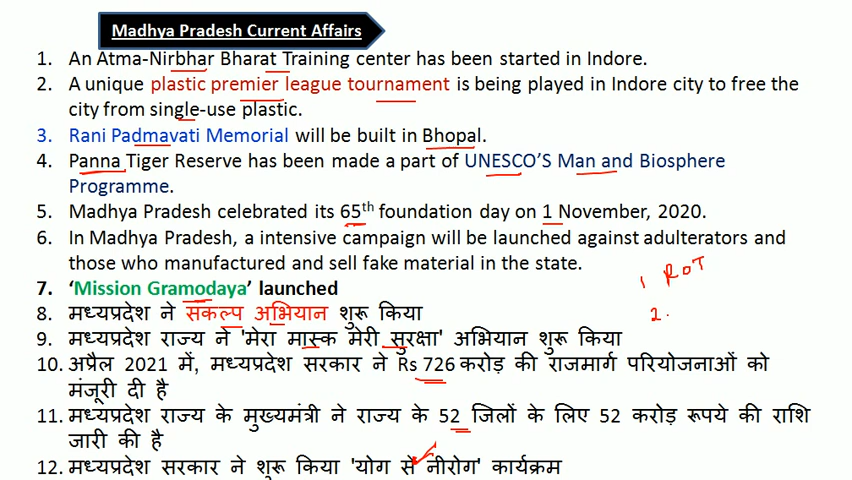 Madhya Pradesh Current Affairs
1. An Atma-Nirbhar Bharat Training center has been started in Indore.
2. A unique plastic premier league tournament is being played in Indore city to free the
city from single-use plastic.
3. Rani Padmavati Memorial will be built in Bhopal.
4. Panna Tiger Reserve has been made a part of UNESCO'S Man and Biosphere
Programme.
5. Madhya Pradesh celebrated its 65th foundation day on 1 November, 2020.
6. In Madhya Pradesh, a intensive campaign will be launched against adulterators and
those who manufactured and sell fake material in the state.
1 ROT
7. 'Mission Gramodaya' launched
8. मध्यप्रदेश ने संकल्प अभियान शुरू किया
2.
9. मध्यप्रदेश राज्य ने 'मेरा मास्क मेरी सुरक्षा' अभियान शुरू किया
10. अप्रैल 2021 में, मध्यप्रदेश सरकार ने Rs 726 करोड़ की राजमार्ग परियोजनाओं को
मंजूरी दी है
11. मध्यप्रदेश राज्य के मुख्यमंत्री ने राज्य के 52 जिलों के लिए 52 करोड़ रूपये की राशि
जारी की है
12. मध्यप्रदेश सरकार ने शुरू किया 'योग से नीरोग' कार्यक्रम